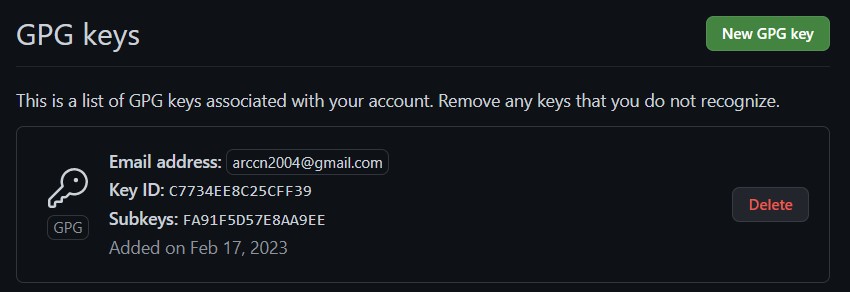 GPG keys
New GPG key
This is a list of GPG keys associated with your account. Remove any keys that you do not recognize.
Email address: arccn2004@gmail.com
Key ID: C7734EE8C25CFF39
GPG
Subkeys: FA91F5D57E8AA9EE
Added on Feb 17, 2023
Delete